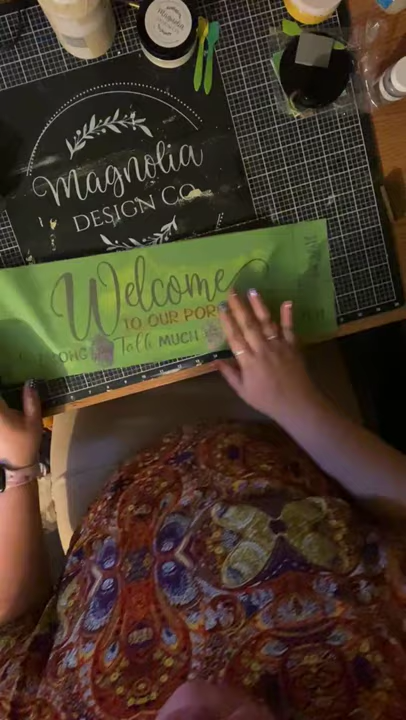 Magnolia
DESIGN CO.
Welcome
TO OUR POR
Talk MUCH